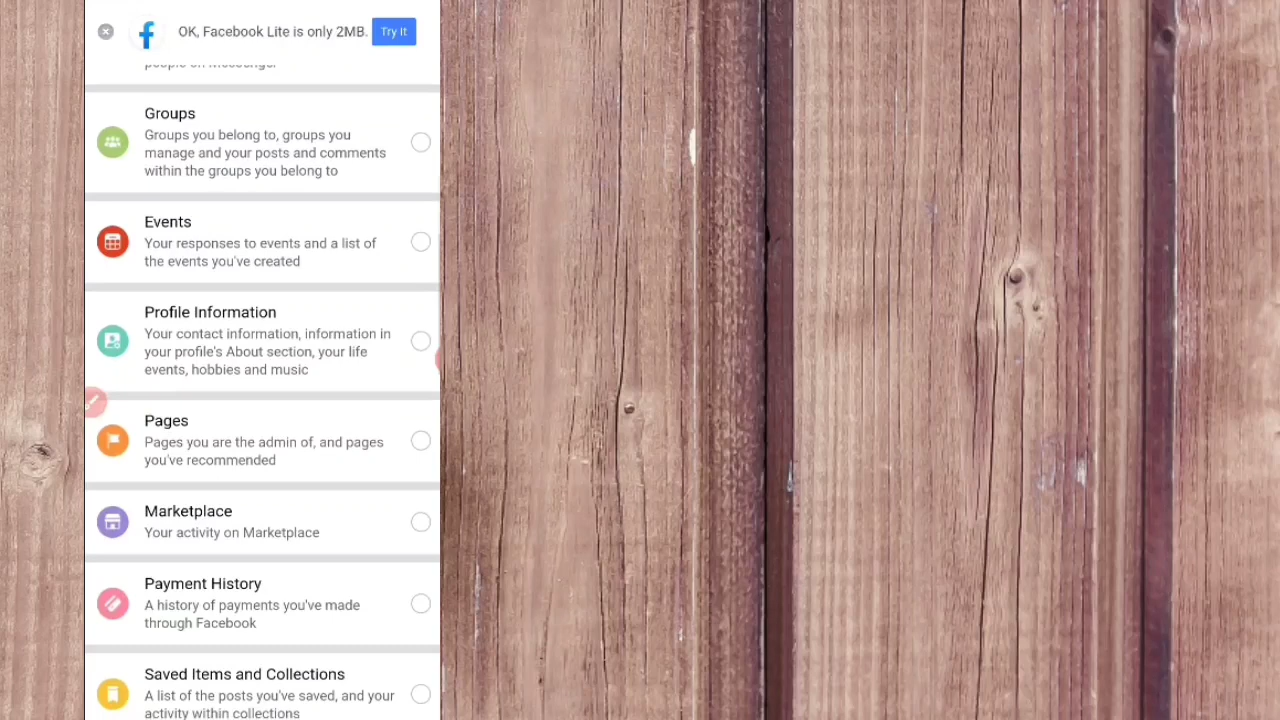 OK, Facebook Lite is only 2MB. Try It
people on Messenger
Groups
Groups you belong to, groups you
manage and your posts and comments
within the groups you belong to
Events
Your responses to events and a list of
the events you've created
Profile Information
Your contact information, information in
your profile's About section, your life
events, hobbies and music
Pages
Pages you are the admin of, and pages
you've recommended
Marketplace
Your activity on Marketplace
Payment History
A history of payments you've made
through Facebook
Saved Items and Collections
A list of the posts you've saved, and your
activity within collections